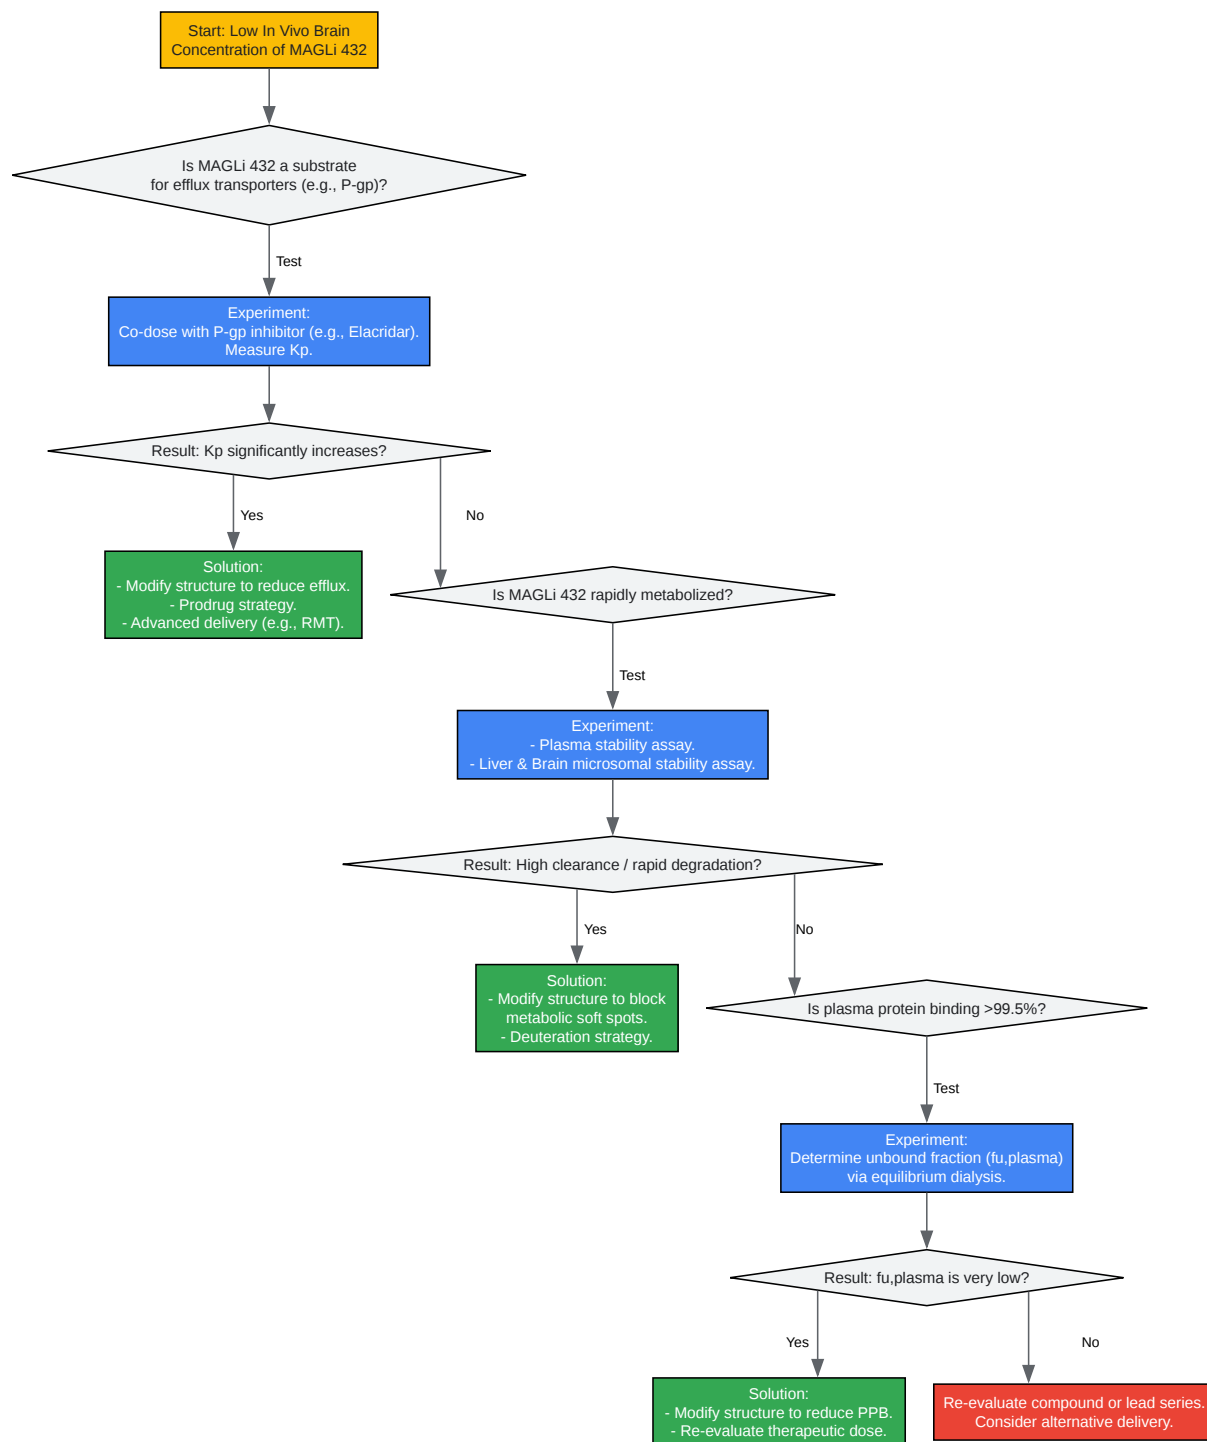 Start: Low In Vivo Brain
Concentration of MAGLi 432
Is MAGLi 432 a substrate
for efflux transporters (e.g., P-gp)?
Test
Experiment:
Co-dose with P-gp inhibitor (e.g., Elacridar).
Measure Kp.
Result: Kp significantly increases?
Yes
No
Solution:
- Modify structure to reduce efflux.
- Prodrug strategy.
- Advanced delivery (e.g., RMT).
Is MAGLi 432 rapidly metabolized?
Test
Experiment:
- Plasma stability assay.
- Liver & Brain microsomal stability assay.
Result: High clearance / rapid degradation?
Yes
No
Solution:
- Modify structure to block
metabolic soft spots.
- Deuteration strategy.
Is plasma protein binding >99.5%?
Test
Experiment:
Determine unbound fraction (fu,plasma)
via equilibrium dialysis.
Result: fu,plasma is very low?
Yes
No
Solution:
- Modify structure to reduce PPB.
- Re-evaluate therapeutic dose.
Re-evaluate compound or lead series.
Consider alternative delivery.